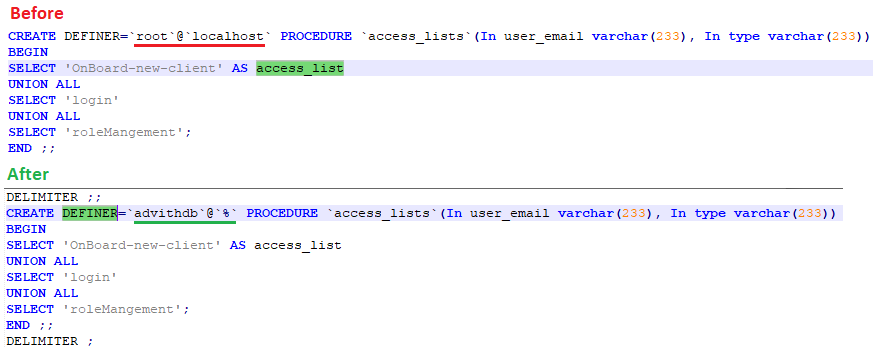 Before
CREATE DEFINER=`root`@`localhost` PROCEDURE `access_lists`(In user_email varchar(233), In type varchar(233))
BEGIN
SELECT 'OnBoard-new-client' AS access_list
UNION ALL
SELECT 'login'
UNION ALL
SELECT 'roleMangement';
END ;;
After
DELIMITER ;;
CREATE DEFINER=`advithdb`@`%` PROCEDURE `access_lists`(In user_email varchar(233), In type varchar(233))
BEGIN
SELECT 'OnBoard-new-client' AS access_list
UNION ALL
SELECT 'login'
UNION ALL
SELECT 'roleMangement';
END ;;
DELIMITER ;